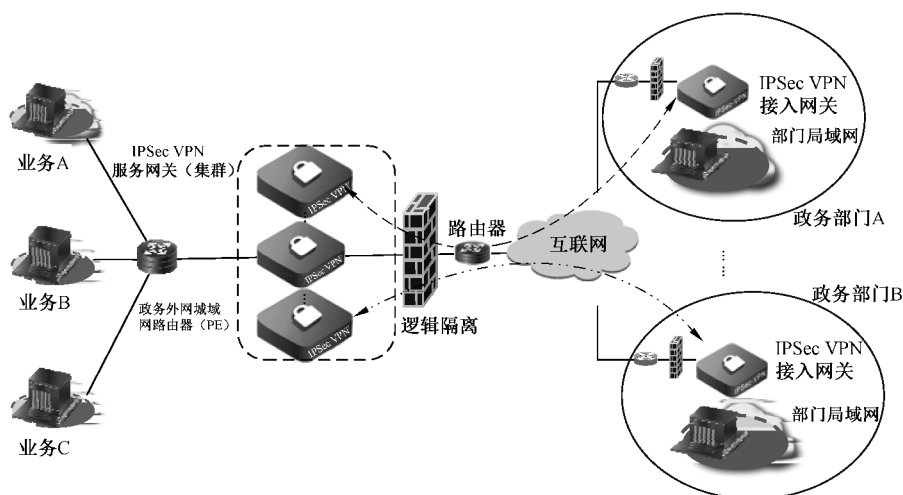 业务A
业务B
业务C
IPSec VPN
服务网关（集群）
政务外网城域
网路由器（PE）
IPSec VPN
IPSec VPN
IPSec VPN
逻辑隔离
路由器
互联网
IPSec VPN
IPSec VPN
接入网关
部门局域网
政务部门A
政务部门B
IPSec VPN
IPSec VPN
接入网关
部门局域网